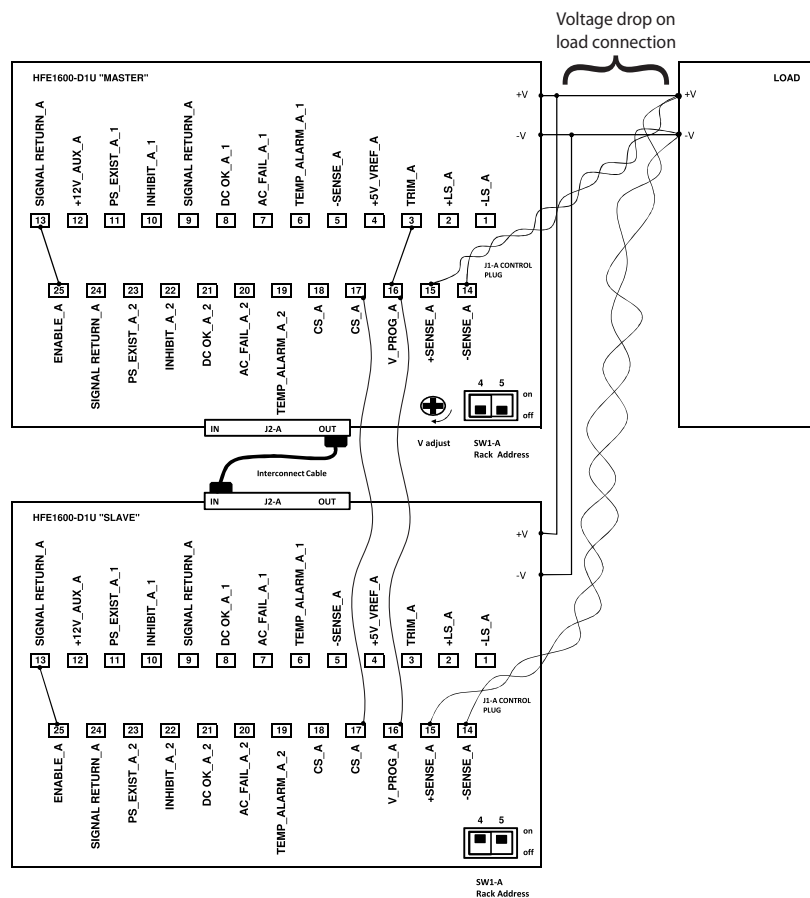 Voltage drop on
load connection
HFE1600-D1U "MASTER"
LOAD
+V
-V
+V
-V
SIGNAL RETURN_A
+12V_AUX_A
PS_EXIST_A_1
INHIBIT_A_1
SIGNAL RETURN_A
DC OK_A_1
AC_FAIL_A_1
TEMP_ALARM_A_1
-SENSE_A
+5V_VREF_A
TRIM_A
+LS_A
-LS_A
13 12 11 10 9 8 7 6 5 4 3 2 1
J1-A CONTROL
PLUG
25 24 23 22 21 20 19 18 17 16 15 14
ENABLE_A
SIGNAL RETURN_A
PS_EXIST_A_2
INHIBIT_A_2
DC OK_A_2
AC_FAIL_A_2
TEMP_ALARM_A_2
CS_A
CS_A
V_PROG_A
+SENSE_A
-SENSE_A
4 5
on
off
V adjust
SW1-A
Rack Address
IN J2-A OUT
Interconnect Cable
IN J2-A OUT
HFE1600-D1U "SLAVE"
+V
-V
SIGNAL RETURN_A
+12V_AUX_A
PS_EXIST_A_1
INHIBIT_A_1
SIGNAL RETURN_A
DC OK_A_1
AC_FAIL_A_1
TEMP_ALARM_A_1
-SENSE_A
+5V_VREF_A
TRIM_A
+LS_A
-LS_A
13 12 11 10 9 8 7 6 5 4 3 2 1
J1-A CONTROL
PLUG
25 24 23 22 21 20 19 18 17 16 15 14
ENABLE_A
SIGNAL RETURN_A
PS_EXIST_A_2
INHIBIT_A_2
DC OK_A_2
AC_FAIL_A_2
TEMP_ALARM_A_2
CS_A
CS_A
V_PROG_A
+SENSE_A
-SENSE_A
4 5
on
off
SW1-A
Rack Address